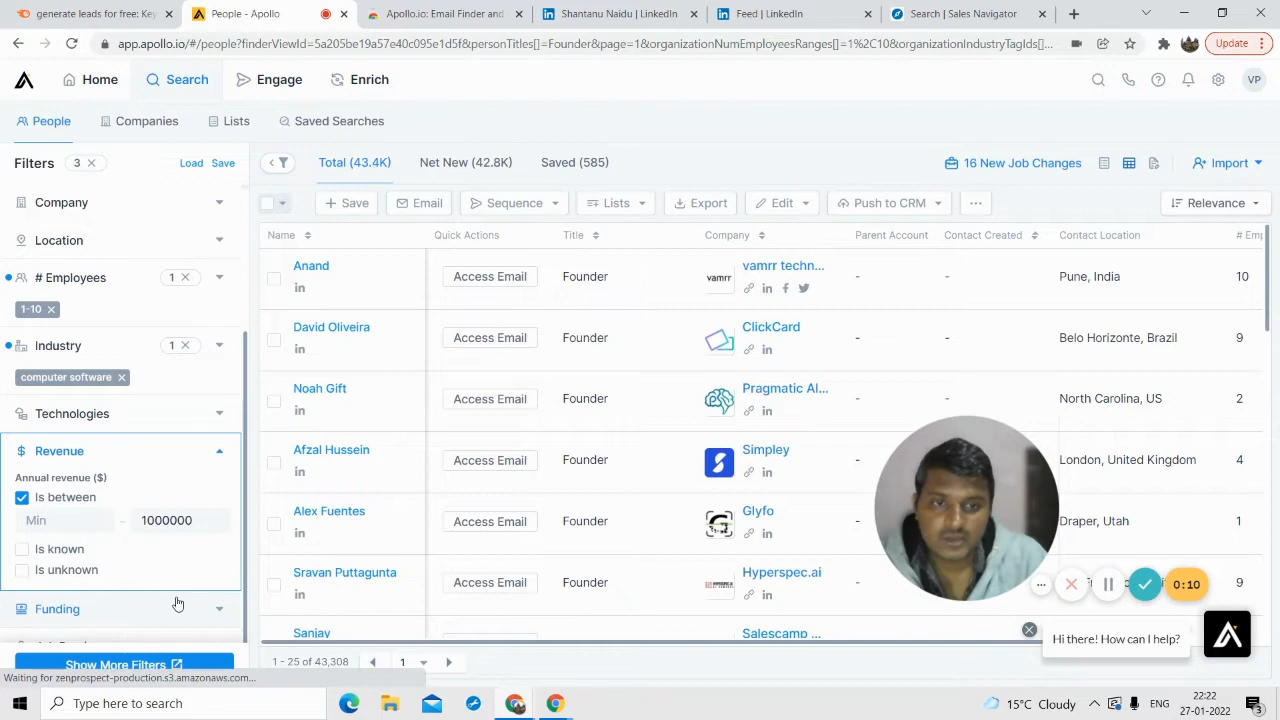 generate leads for free: Key
People - Apollo
Apollo.io: Email Finder and
Shantanu Naidu | LinkedIn
Feed | LinkedIn
Search | Sales Navigator
app.apollo.io/#/people?finderViewId=5a205be19a57e40c095e1d5f&personTitles[]=Founder&page=1&organizationNumEmployeesRanges[]=1%2C10&organizationIndustryTagIds[]...
Update
Home
Search
Engage
Enrich
VP
People
Companies
Lists
Saved Searches
Filters 3
Load Save
Total (43.4K)
Net New (42.8K)
Saved (585)
16 New Job Changes
Import
Company
Save
Email
Sequence
Lists
Export
Edit
Push to CRM
Relevance
Location
Name
Quick Actions
Title
Company
Parent Account
Contact Created
Contact Location
# Em
# Employees 1
1-10
Industry 1
computer software
Technologies
Revenue
Annual revenue ($)
Is between
Min – 1000000
Is known
Is unknown
Funding
Show More Filters
Anand Access Email Founder vamrr vamrr techn... - - Pune, India 10
David Oliveira Access Email Founder ClickCard - - Belo Horizonte, Brazil 9
Noah Gift Access Email Founder Pragmatic AI... - - North Carolina, US 2
Afzal Hussein Access Email Founder Simpley - London, United Kingdom 4
Alex Fuentes Access Email Founder Glyfo - Draper, Utah 1
Sravan Puttagunta Access Email Founder Hyperspec.ai - 9
Sanjay Salescamp ...
0:10
Hi there! How can I help?
1 - 25 of 43,308
1
Waiting for zenprospect-production.s3.amazonaws.com...
Type here to search
15°C Cloudy
ENG
22:22
27-01-2022
3